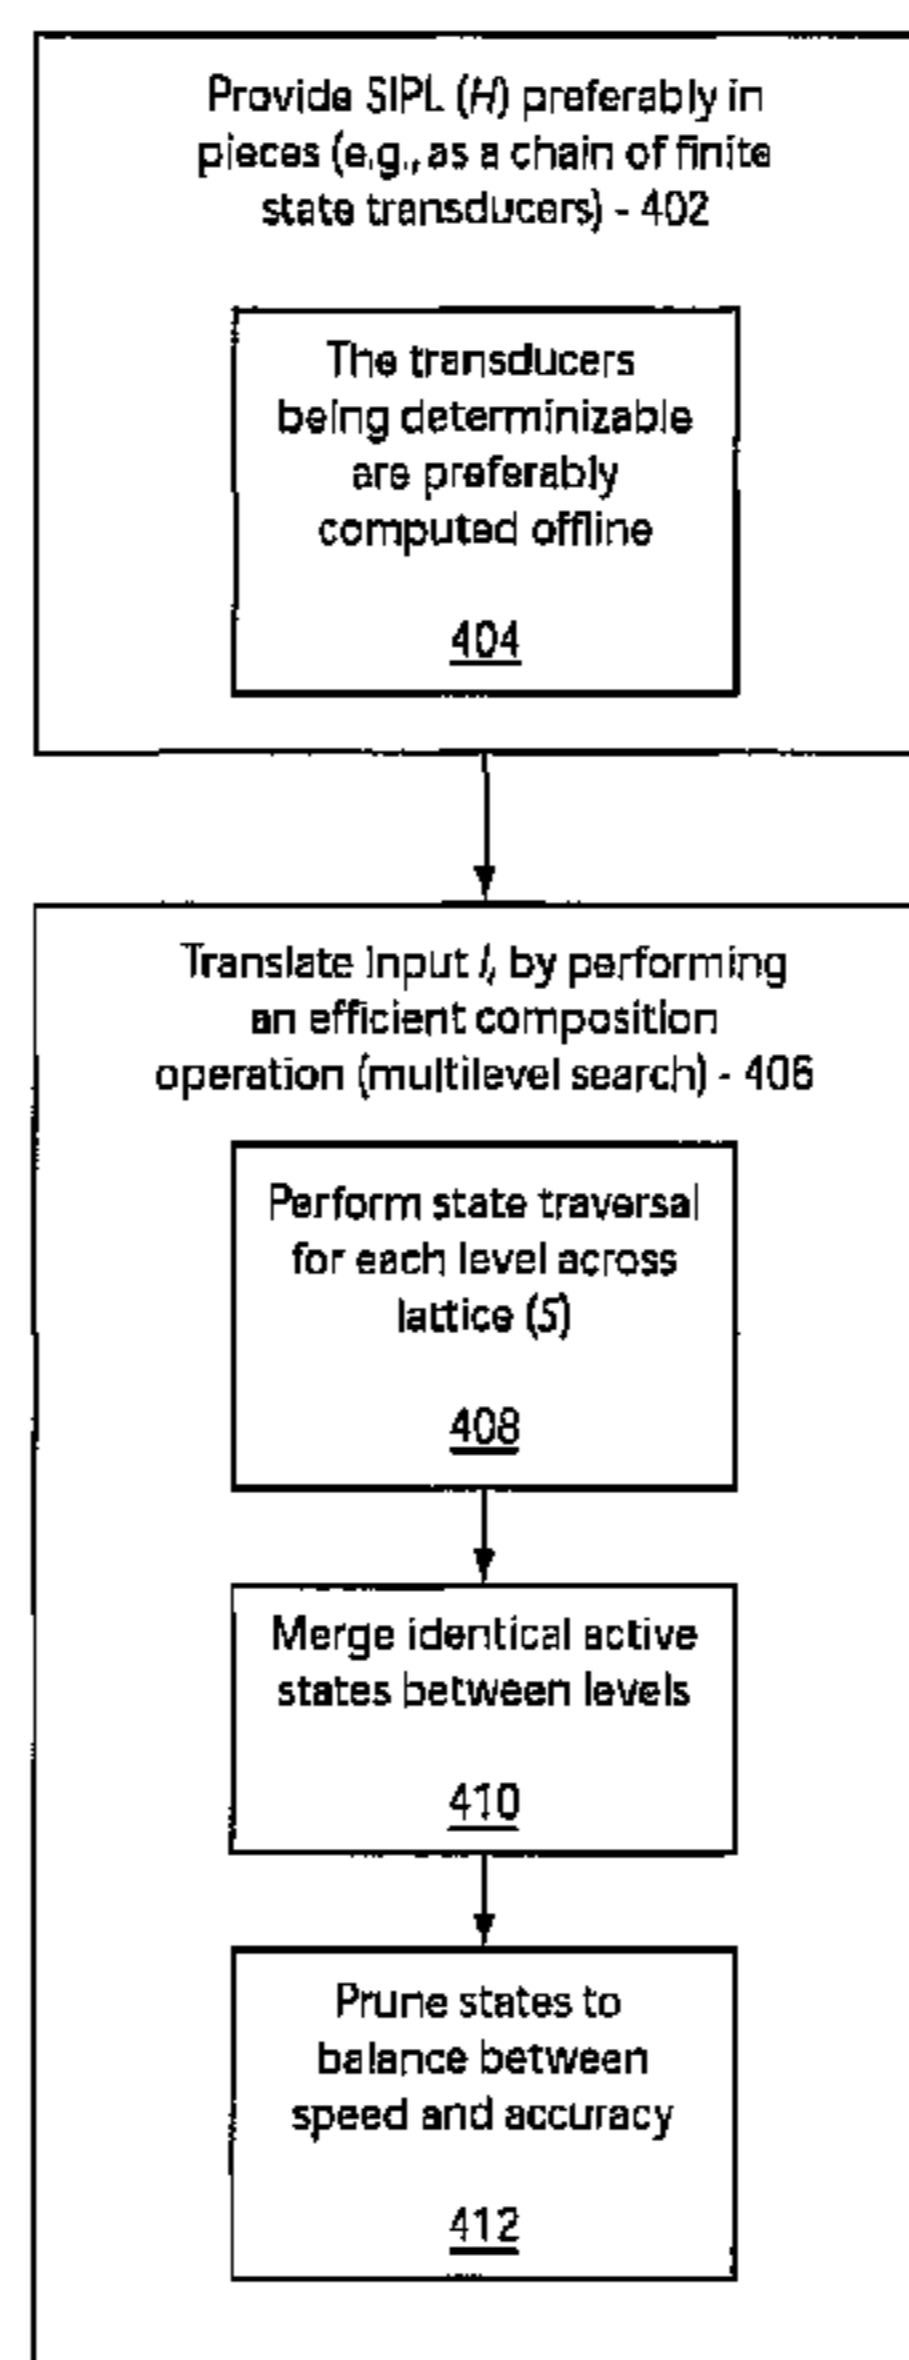 Provide SIPL (H) preferably in
pieces (e.g., as a chain of finite
state transducers) - 402
The transducers
being determinizable
are preferably
computed offline
404
Translate Input I, by performing
an efficient composition
operation (multilevel search) - 406
Perform state traversal
for each level across
lattice (S)
408
Merge identical active
states between levels
410
Prune states to
balance between
speed and accuracy
412